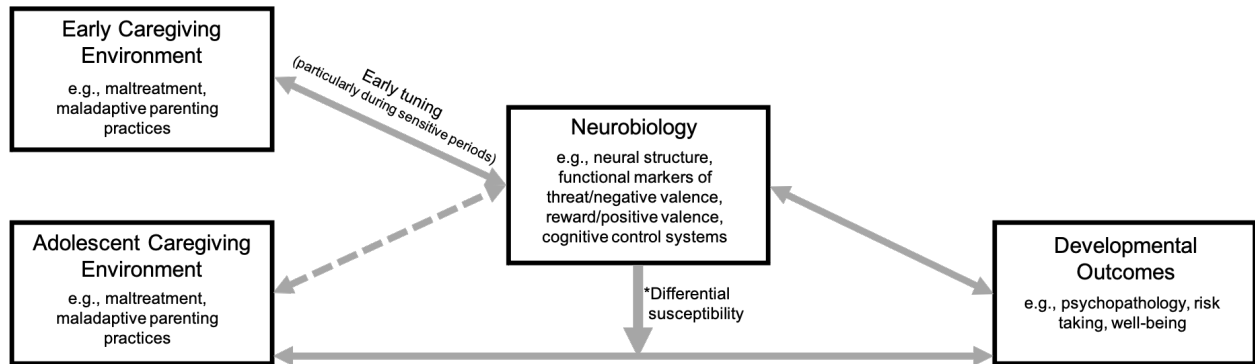 Early Caregiving
Environment
e.g., maltreatment,
maladaptive parenting
practices
Early tuning
(particularly during sensitive periods)
Neurobiology
e.g., neural structure,
functional markers of
threat/negative valence,
reward/positive valence,
cognitive control systems
Adolescent Caregiving
Environment
e.g., maltreatment,
maladaptive parenting
practices
*Differential
susceptibility
Developmental
Outcomes
e.g., psychopathology, risk
taking, well-being